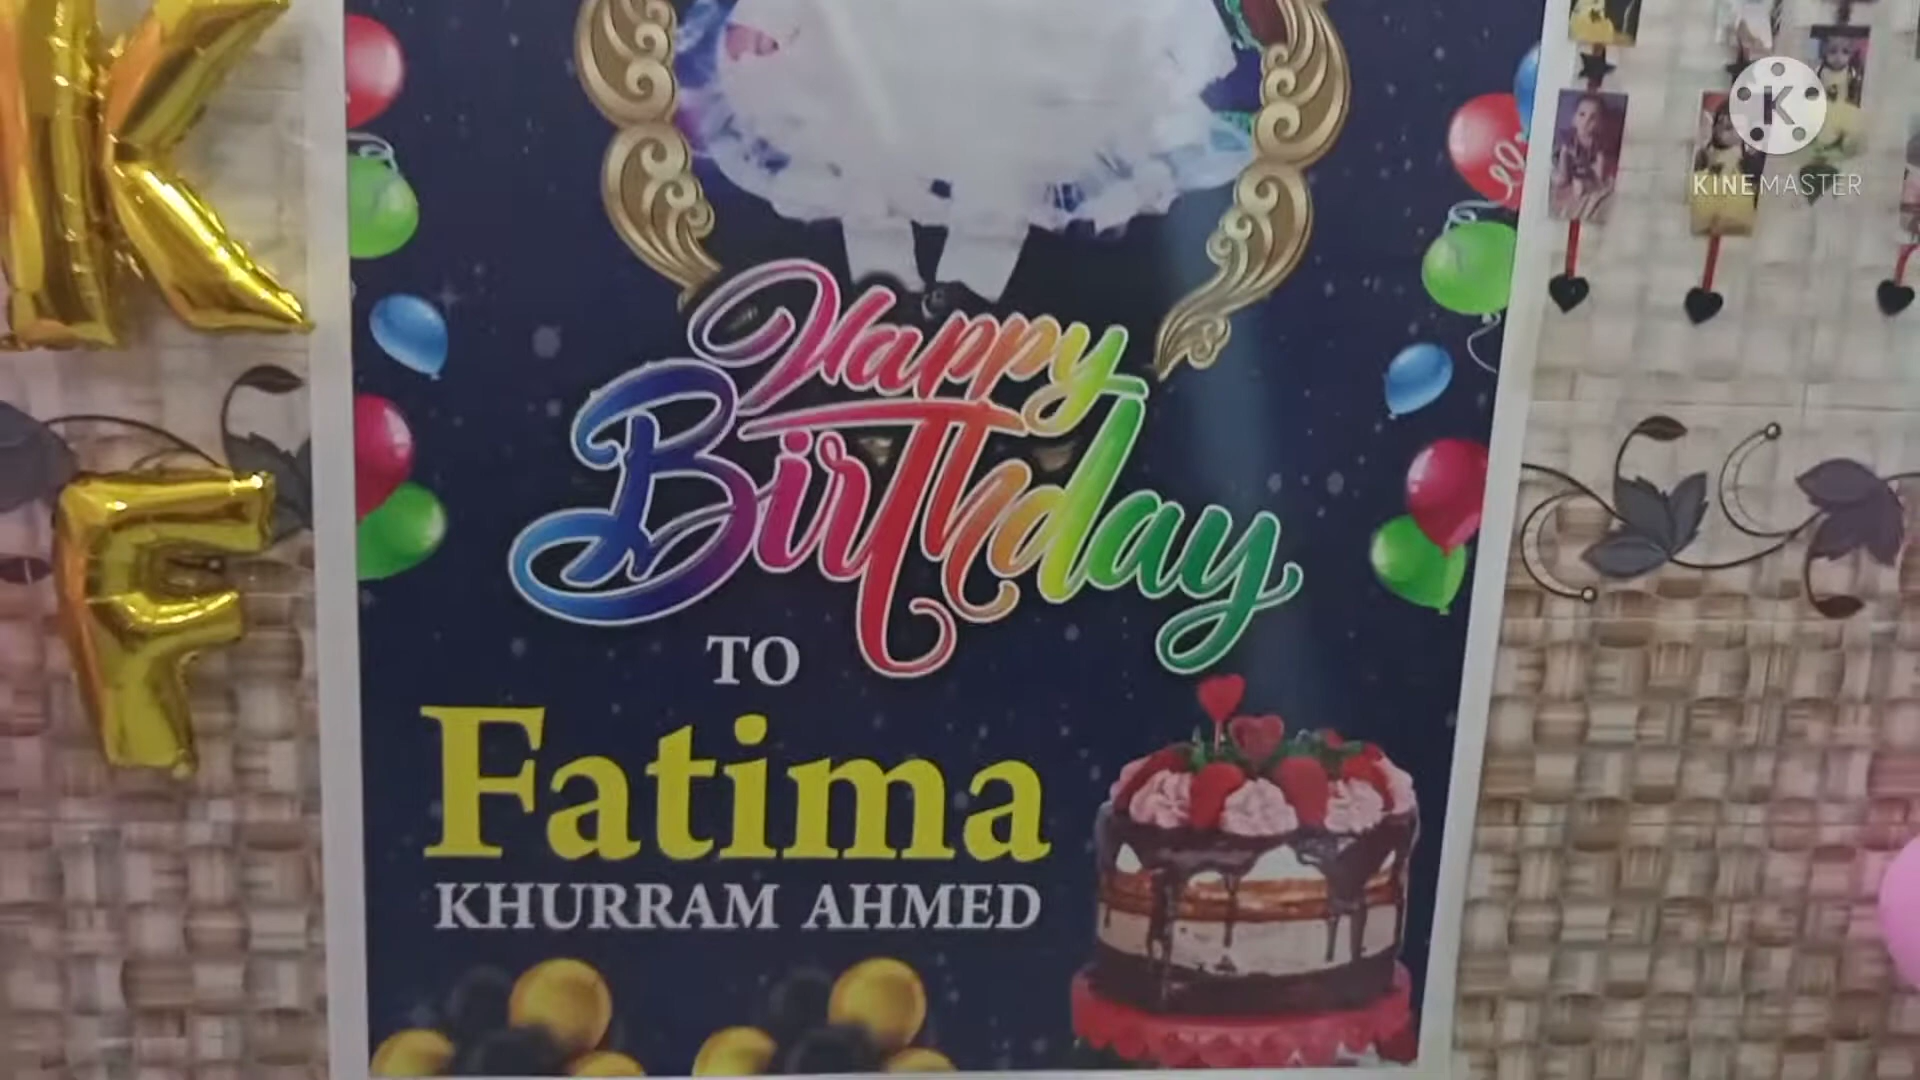 K
F
KINEMASTER
K
Happy
Birthday
TO
Fatima
KHURRAM AHMED